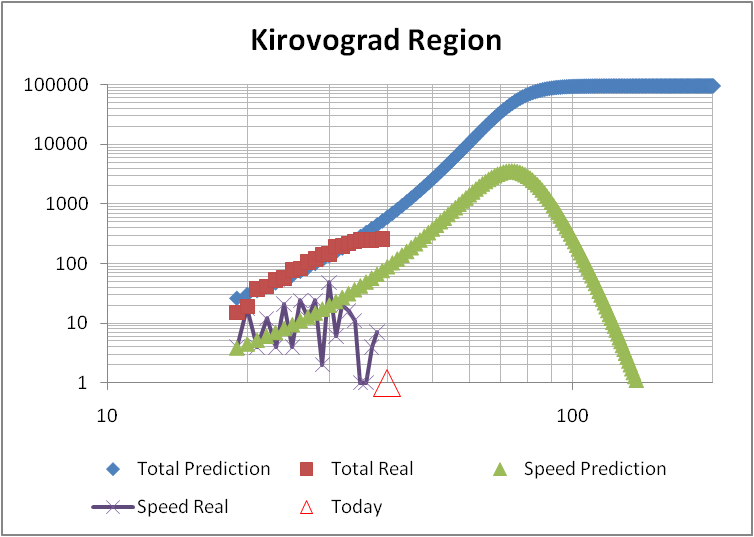 Kirovograd Region
100000
10000
1000
100
10
1
10 100
Total Prediction Total Real Speed Prediction
Speed Real Today